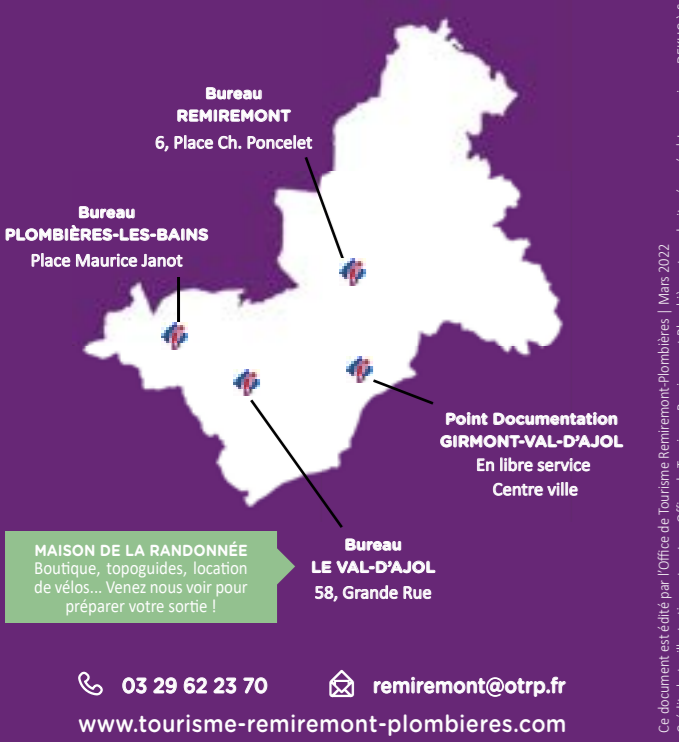 Bureau
REMIREMONT
6, Place Ch. Poncelet
Bureau
PLOMBIÈRES-LES-BAINS
Place Maurice Janot
Point Documentation
GIRMONT-VAL-D'AJOL
En libre service
Centre ville
Bureau
LE VAL-D'AJOL
58, Grande Rue
MAISON DE LA RANDONNÉE
Boutique, topoguides, location
de vélos... Venez nous voir pour
préparer votre sortie !
03 29 62 23 70
remiremont@otrp.fr
www.tourisme-remiremont-plombieres.com
Ce document est édité par l'Office de Tourisme Remiremont-Plombières | Mars 2022